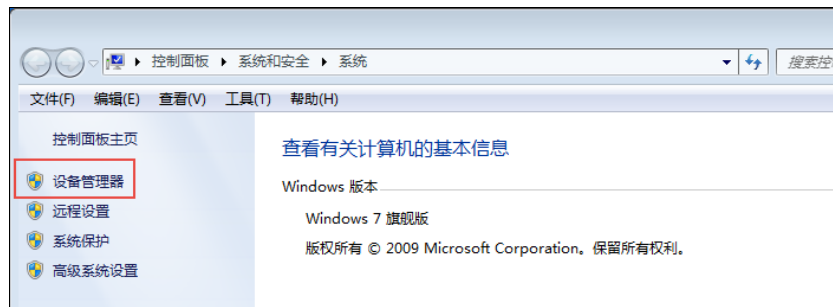 控制面板 系统和安全 系统 搜索控
文件(F) 编辑(E) 查看(V) 工具(T) 帮助(H)
控制面板主页
查看有关计算机的基本信息
设备管理器
Windows 版本
远程设置
Windows 7 旗舰版
系统保护
版权所有 © 2009 Microsoft Corporation。保留所有权利。
高级系统设置